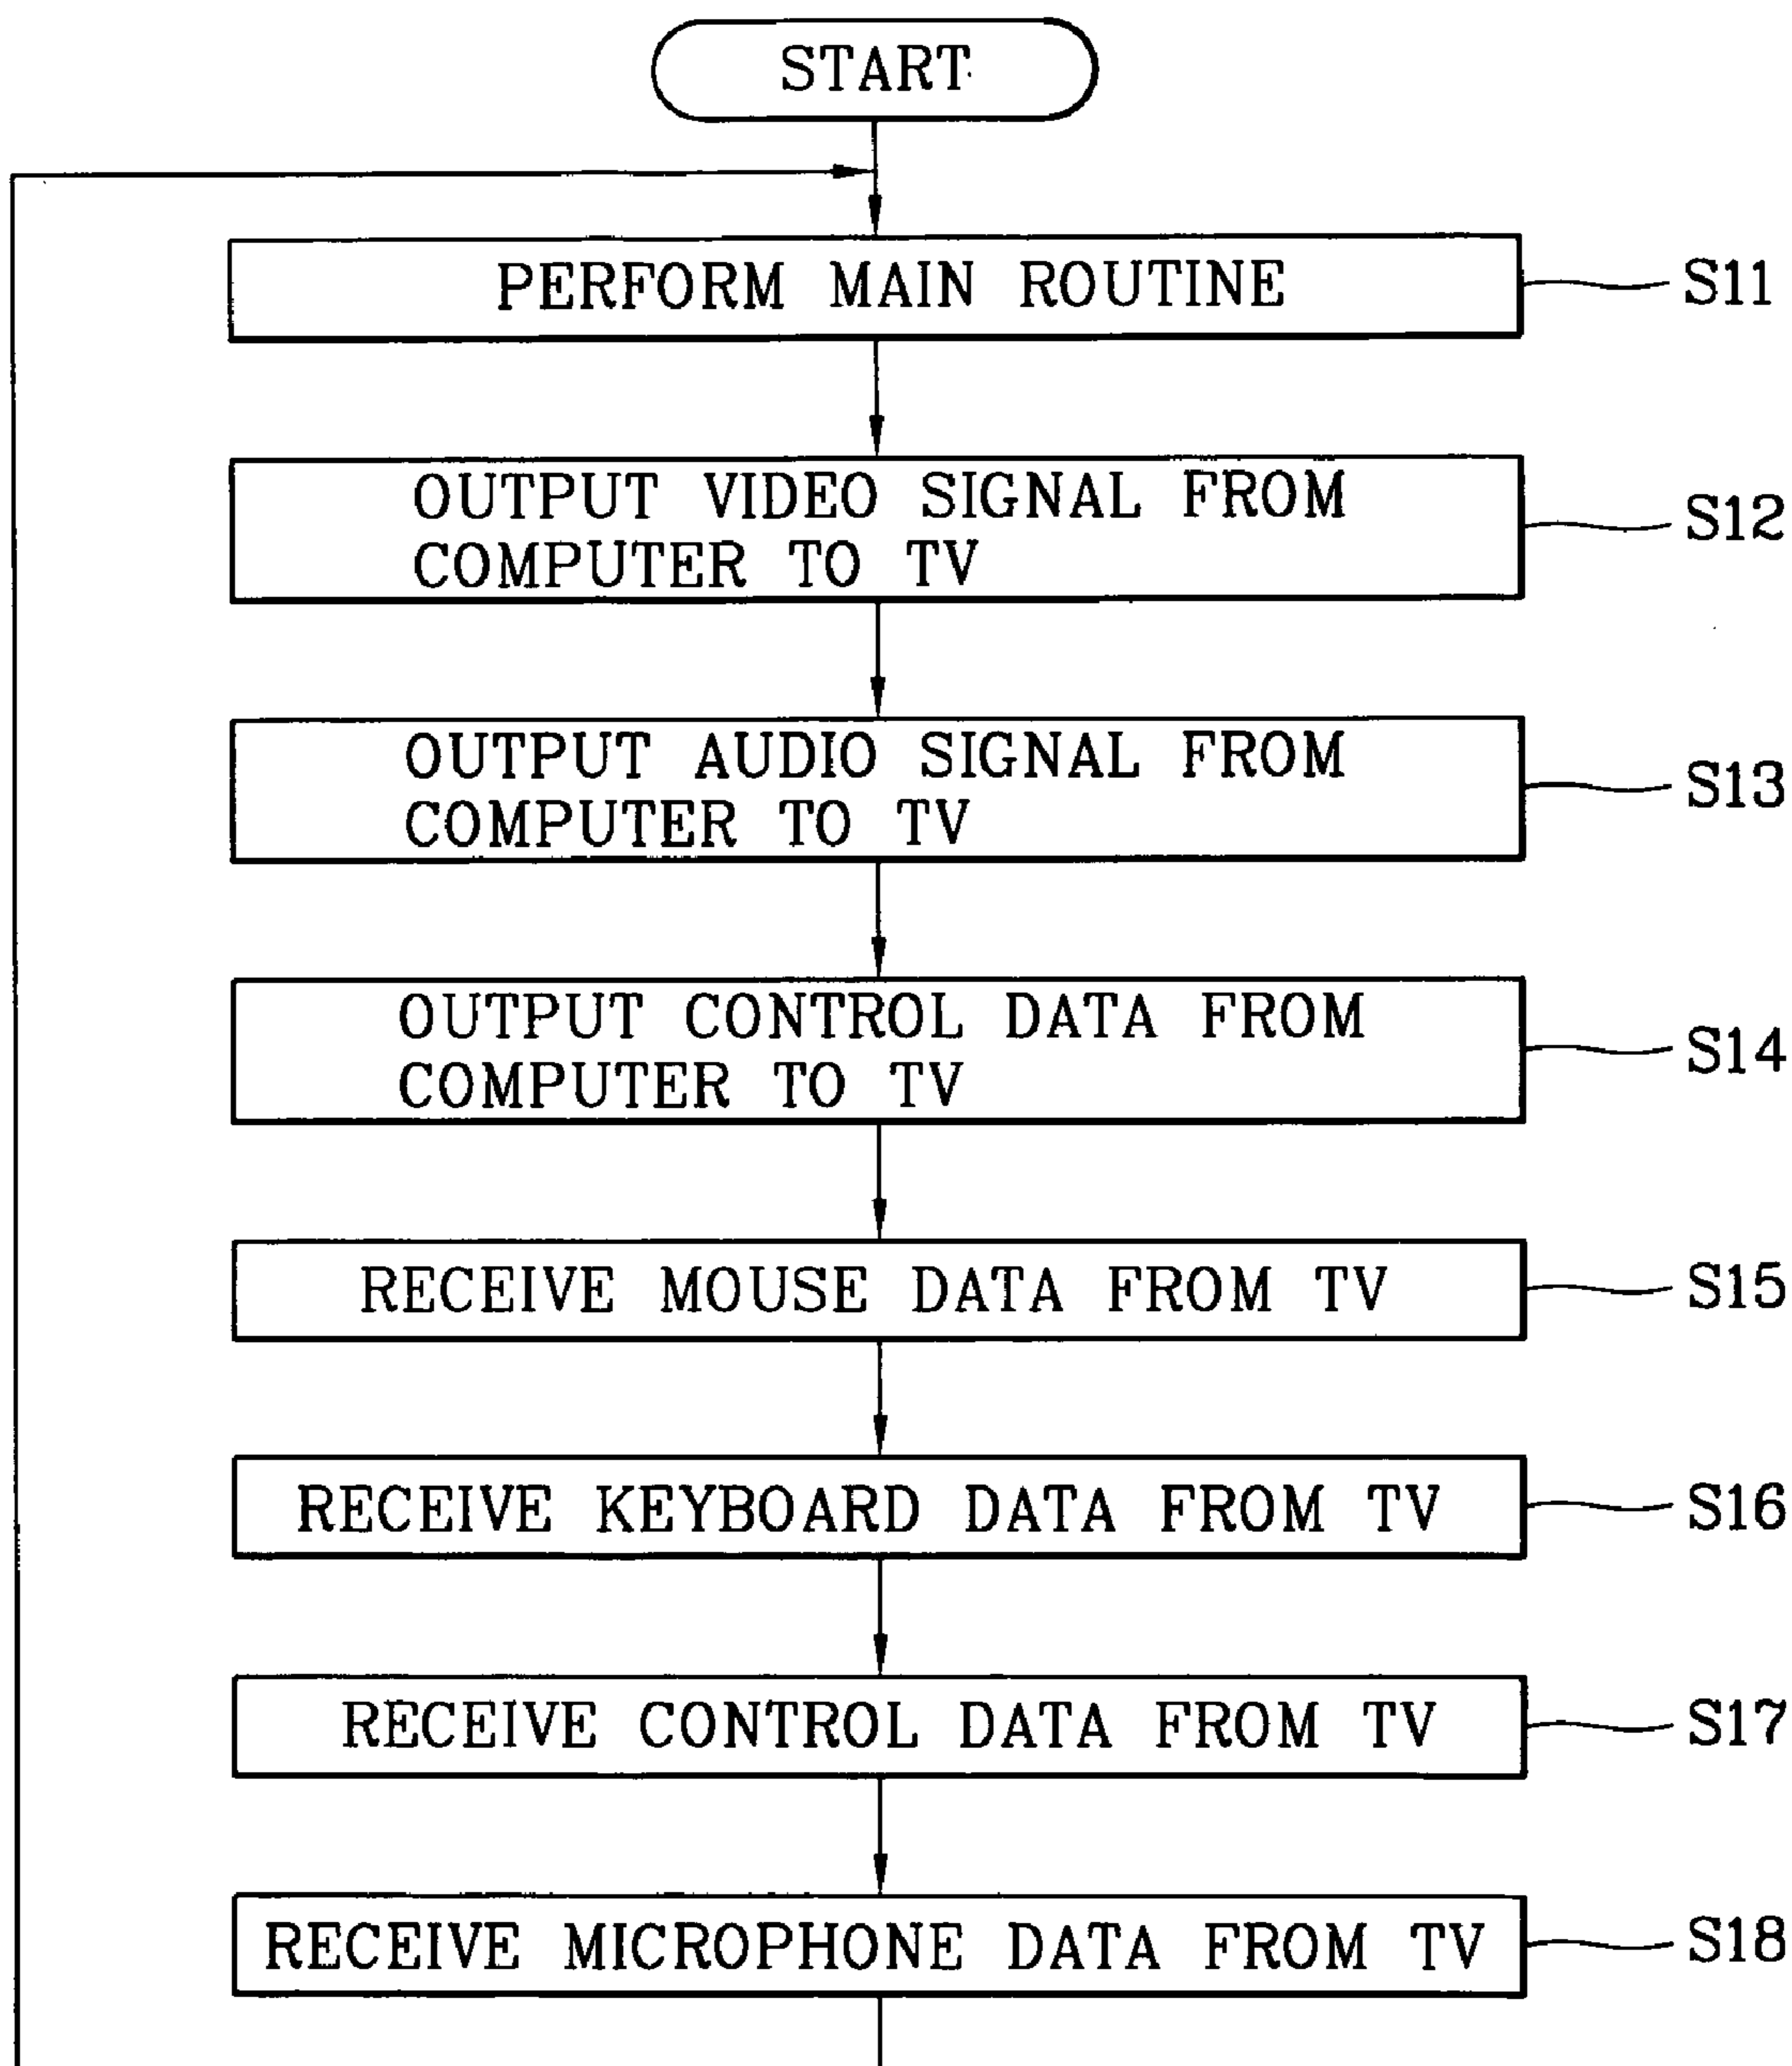 START
PERFORM MAIN ROUTINE
S11
OUTPUT VIDEO SIGNAL FROM
COMPUTER TO TV
S12
OUTPUT AUDIO SIGNAL FROM
COMPUTER TO TV
S13
OUTPUT CONTROL DATA FROM
COMPUTER TO TV
S14
RECEIVE MOUSE DATA FROM TV
S15
RECEIVE KEYBOARD DATA FROM TV
S16
RECEIVE CONTROL DATA FROM TV
S17
RECEIVE MICROPHONE DATA FROM TV
S18